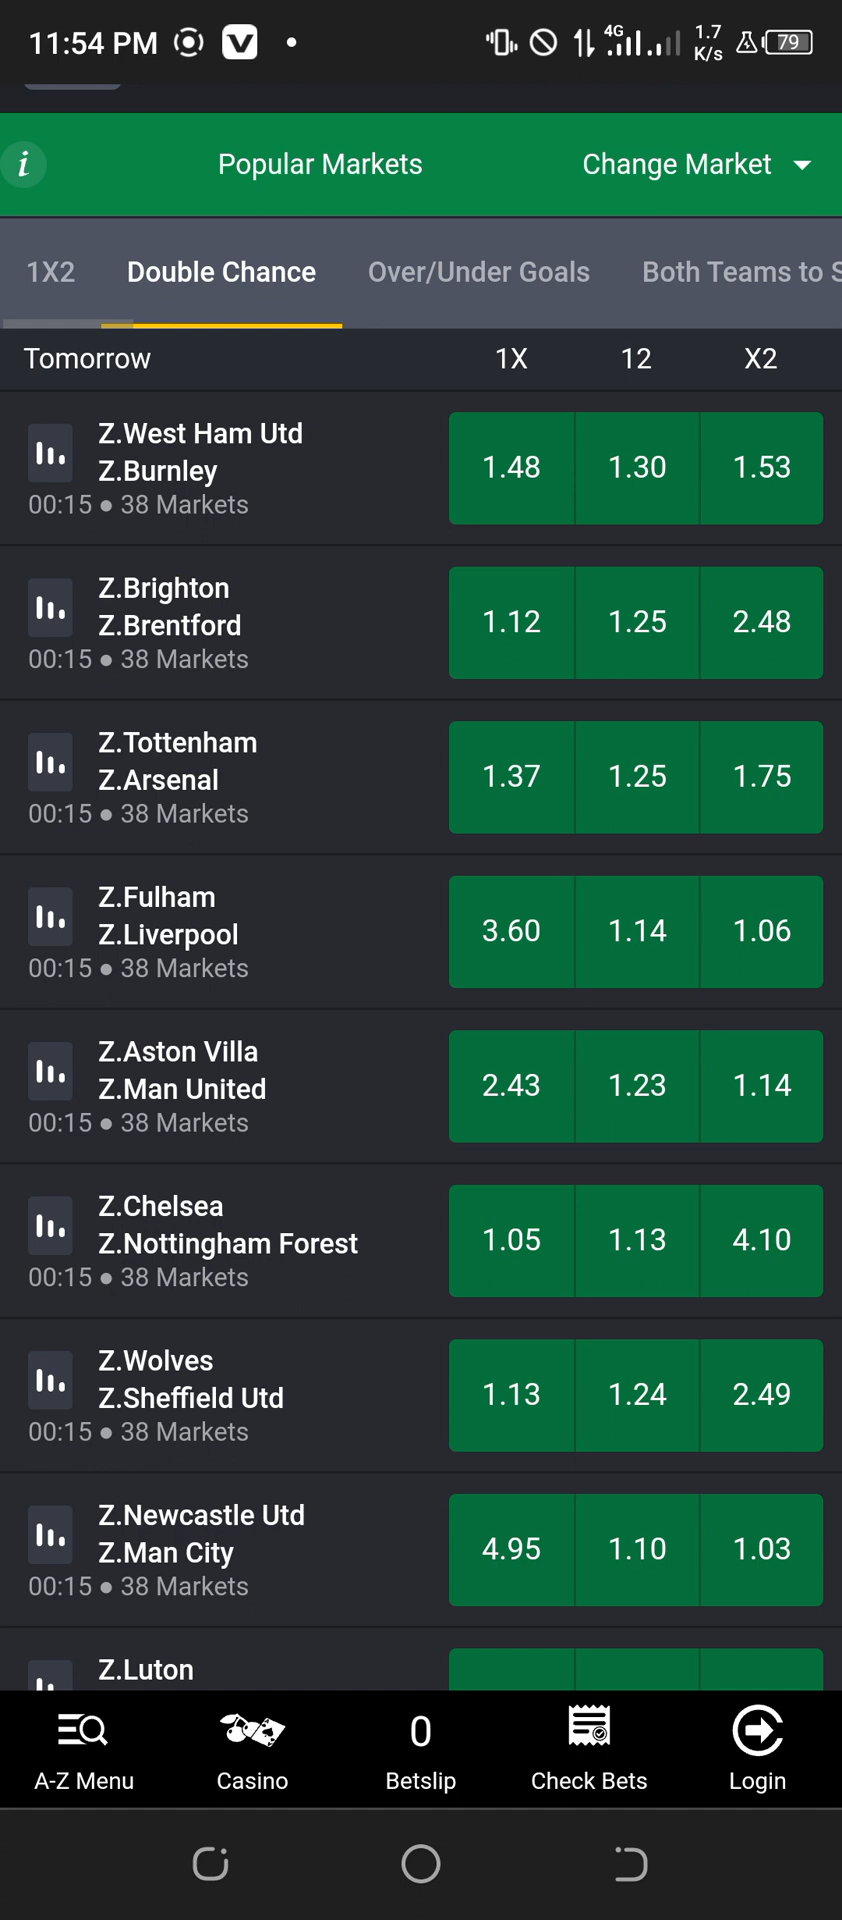 11:54 PM V 4G 1.7 K/s 79
i Popular Markets Change Market
1X2 Double Chance Over/Under Goals Both Teams to S
Tomorrow 1X 12 X2
Z.West Ham Utd
Z.Burnley
00:15 ● 38 Markets
1.48 1.30 1.53
Z.Brighton
Z.Brentford
00:15 ● 38 Markets
1.12 1.25 2.48
Z.Tottenham
Z.Arsenal
00:15 ● 38 Markets
1.37 1.25 1.75
Z.Fulham
Z.Liverpool
00:15 ● 38 Markets
3.60 1.14 1.06
Z.Aston Villa
Z.Man United
00:15 ● 38 Markets
2.43 1.23 1.14
Z.Chelsea
Z.Nottingham Forest
00:15 ● 38 Markets
1.05 1.13 4.10
Z.Wolves
Z.Sheffield Utd
00:15 ● 38 Markets
1.13 1.24 2.49
Z.Newcastle Utd
Z.Man City
00:15 ● 38 Markets
4.95 1.10 1.03
Z.Luton
0
A-Z Menu Casino Betslip Check Bets Login